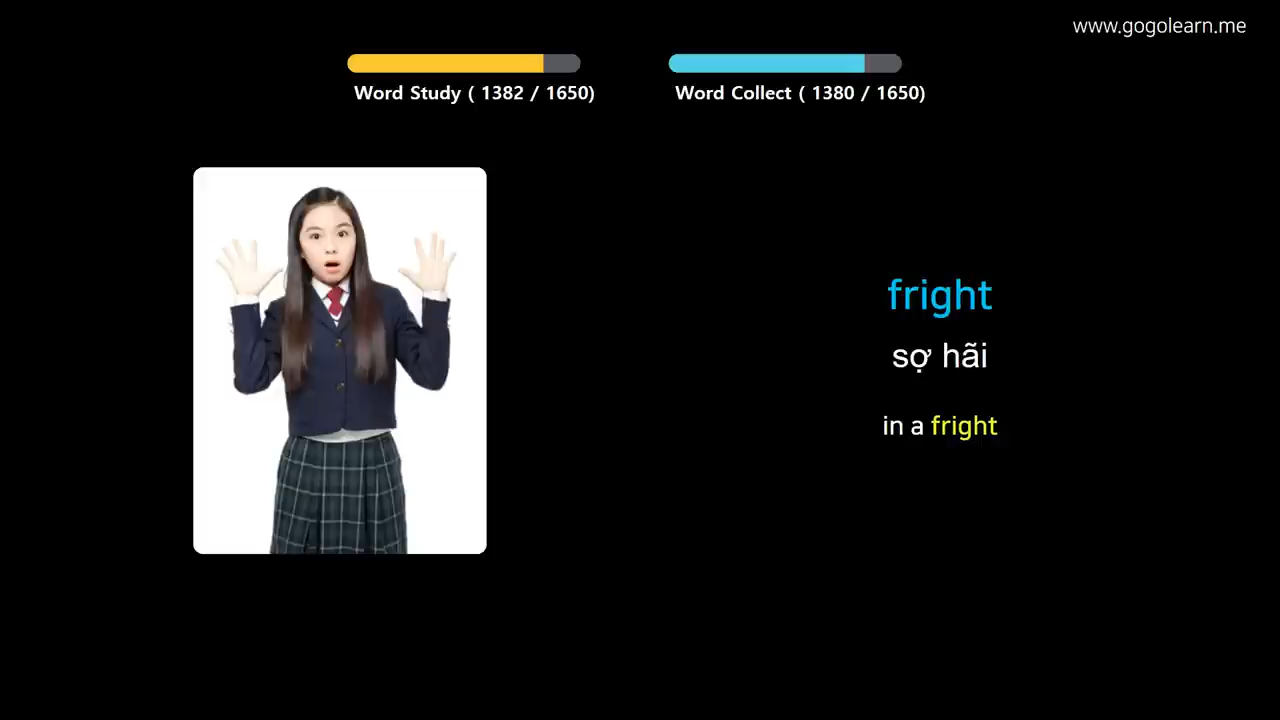 www.gogolearn.me
Word Study ( 1382 / 1650)
Word Collect ( 1380 / 1650)
fright
sợ hãi
in a fright